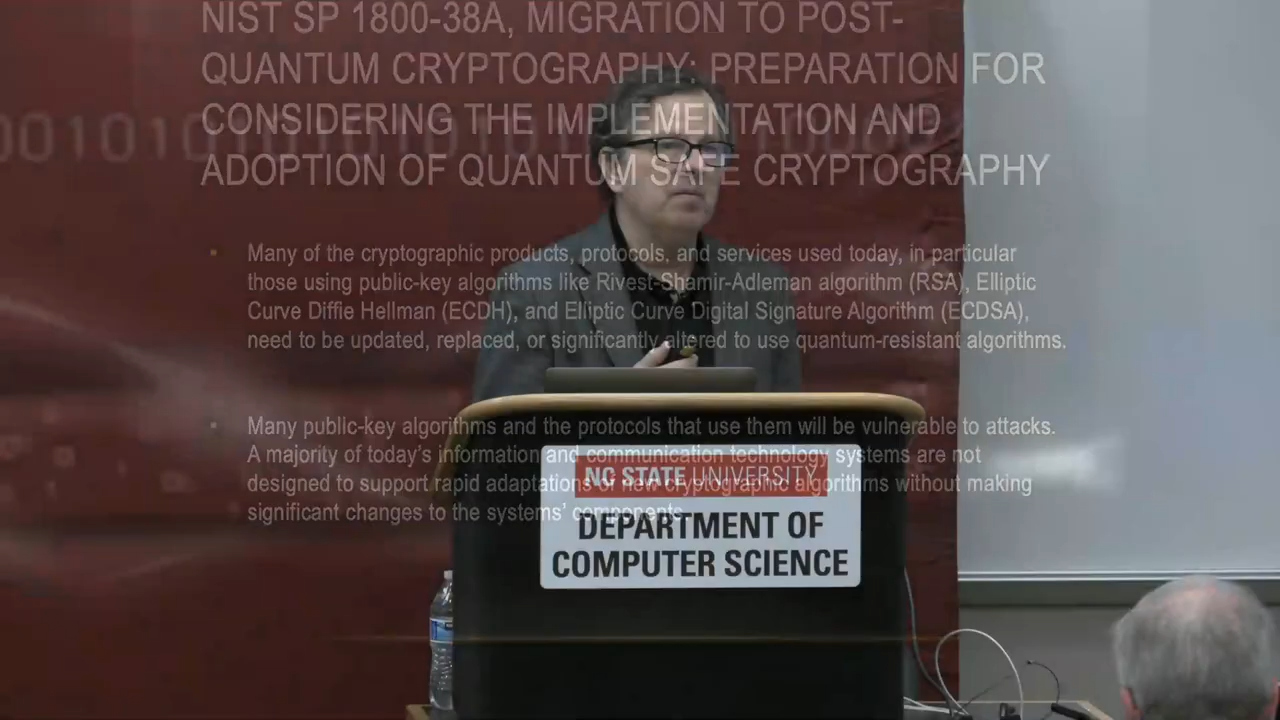 NIST SP 1800-38A, MIGRATION TO POST-
QUANTUM CRYPTOGRAPHY: PREPARATION FOR
CONSIDERING THE IMPLEMENTATION AND
ADOPTION OF QUANTUM SAFE CRYPTOGRAPHY
Many of the cryptographic products, protocols, and services used today, in particular
those using public-key algorithms like Rivest-Shamir-Adleman algorithm (RSA), Elliptic
Curve Diffie Hellman (ECDH), and Elliptic Curve Digital Signature Algorithm (ECDSA),
need to be updated, replaced, or significantly altered to use quantum-resistant algorithms.
Many public-key algorithms and the protocols that use them will be vulnerable to attacks.
A majority of today's information and communication technology systems are not
designed to support rapid adaptations of new cryptographic algorithms without making
significant changes to the systems' components.
NC STATE UNIVERSITY
DEPARTMENT OF
COMPUTER SCIENCE